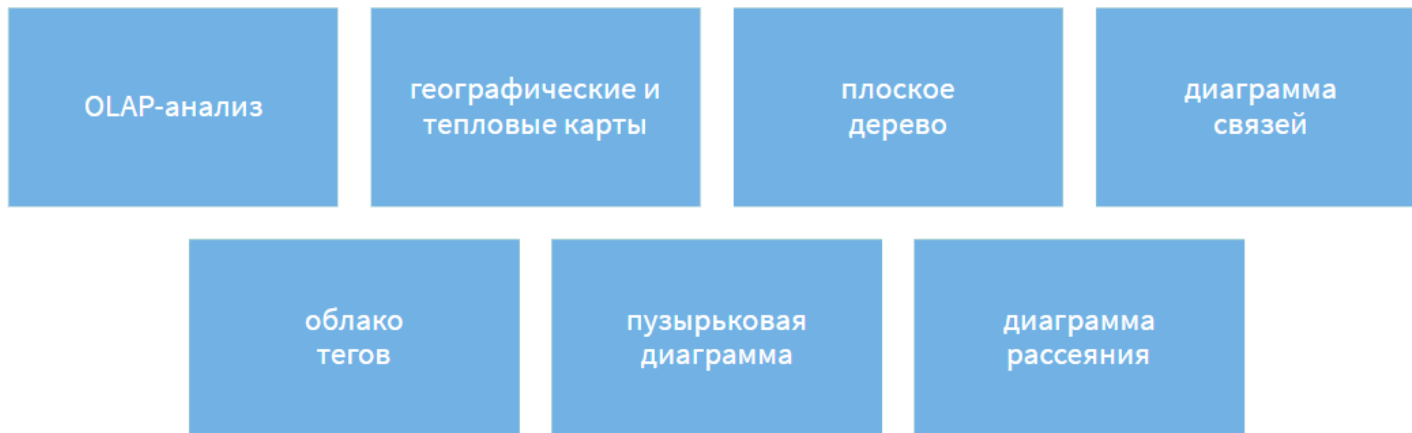 OLAP-анализ
географические и
тепловые карты
плоское
дерево
диаграмма
связей
облако
тегов
пузырьковая
диаграмма
диаграмма
рассеяния